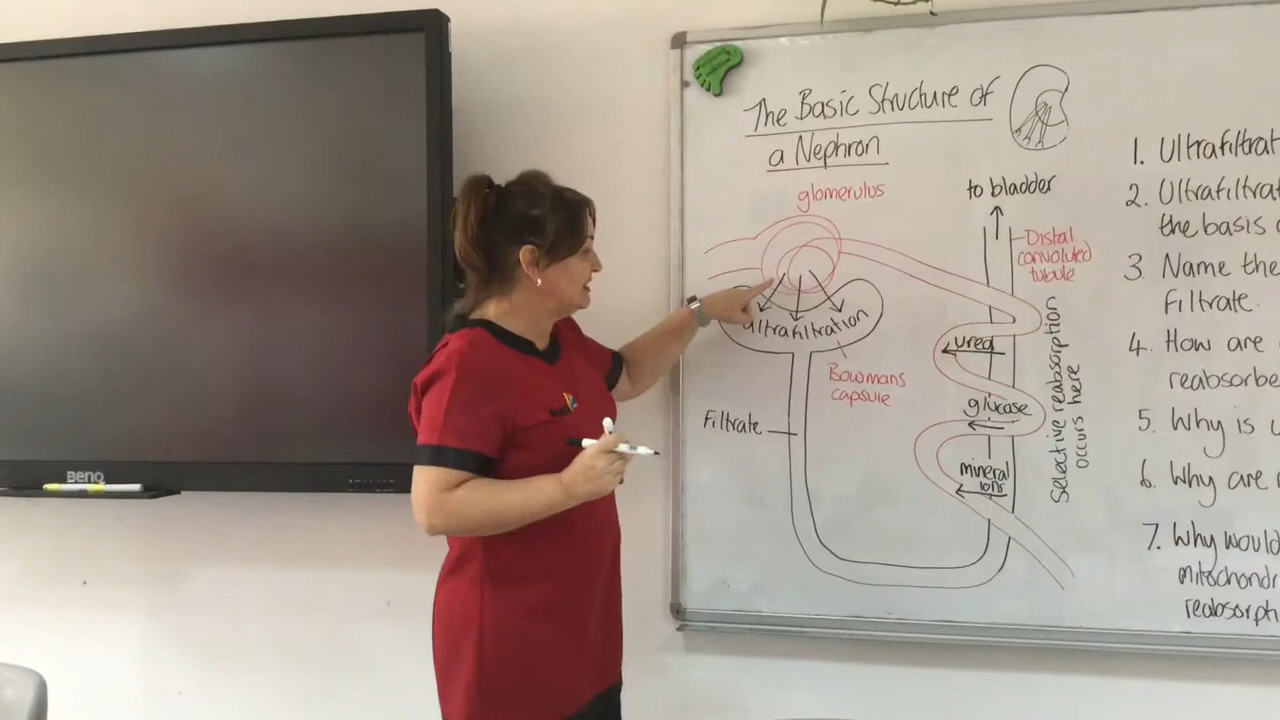 The Basic Structure of
a Nephron
glomerulus
to bladder
Distal
convoluted
tubule
ultrafiltration
Bowmans
capsule
Filtrate
urea
glucose
mineral
ions
Selective reabsorption
occurs here
1. Ultrafiltrat
2. Ultrafiltrat
the basis
3. Name the
Filtrate.
4. How are
reabsorbe
5. Why is
6. Why are
7. Why would
mitochondr
reabsorpt
BenQ